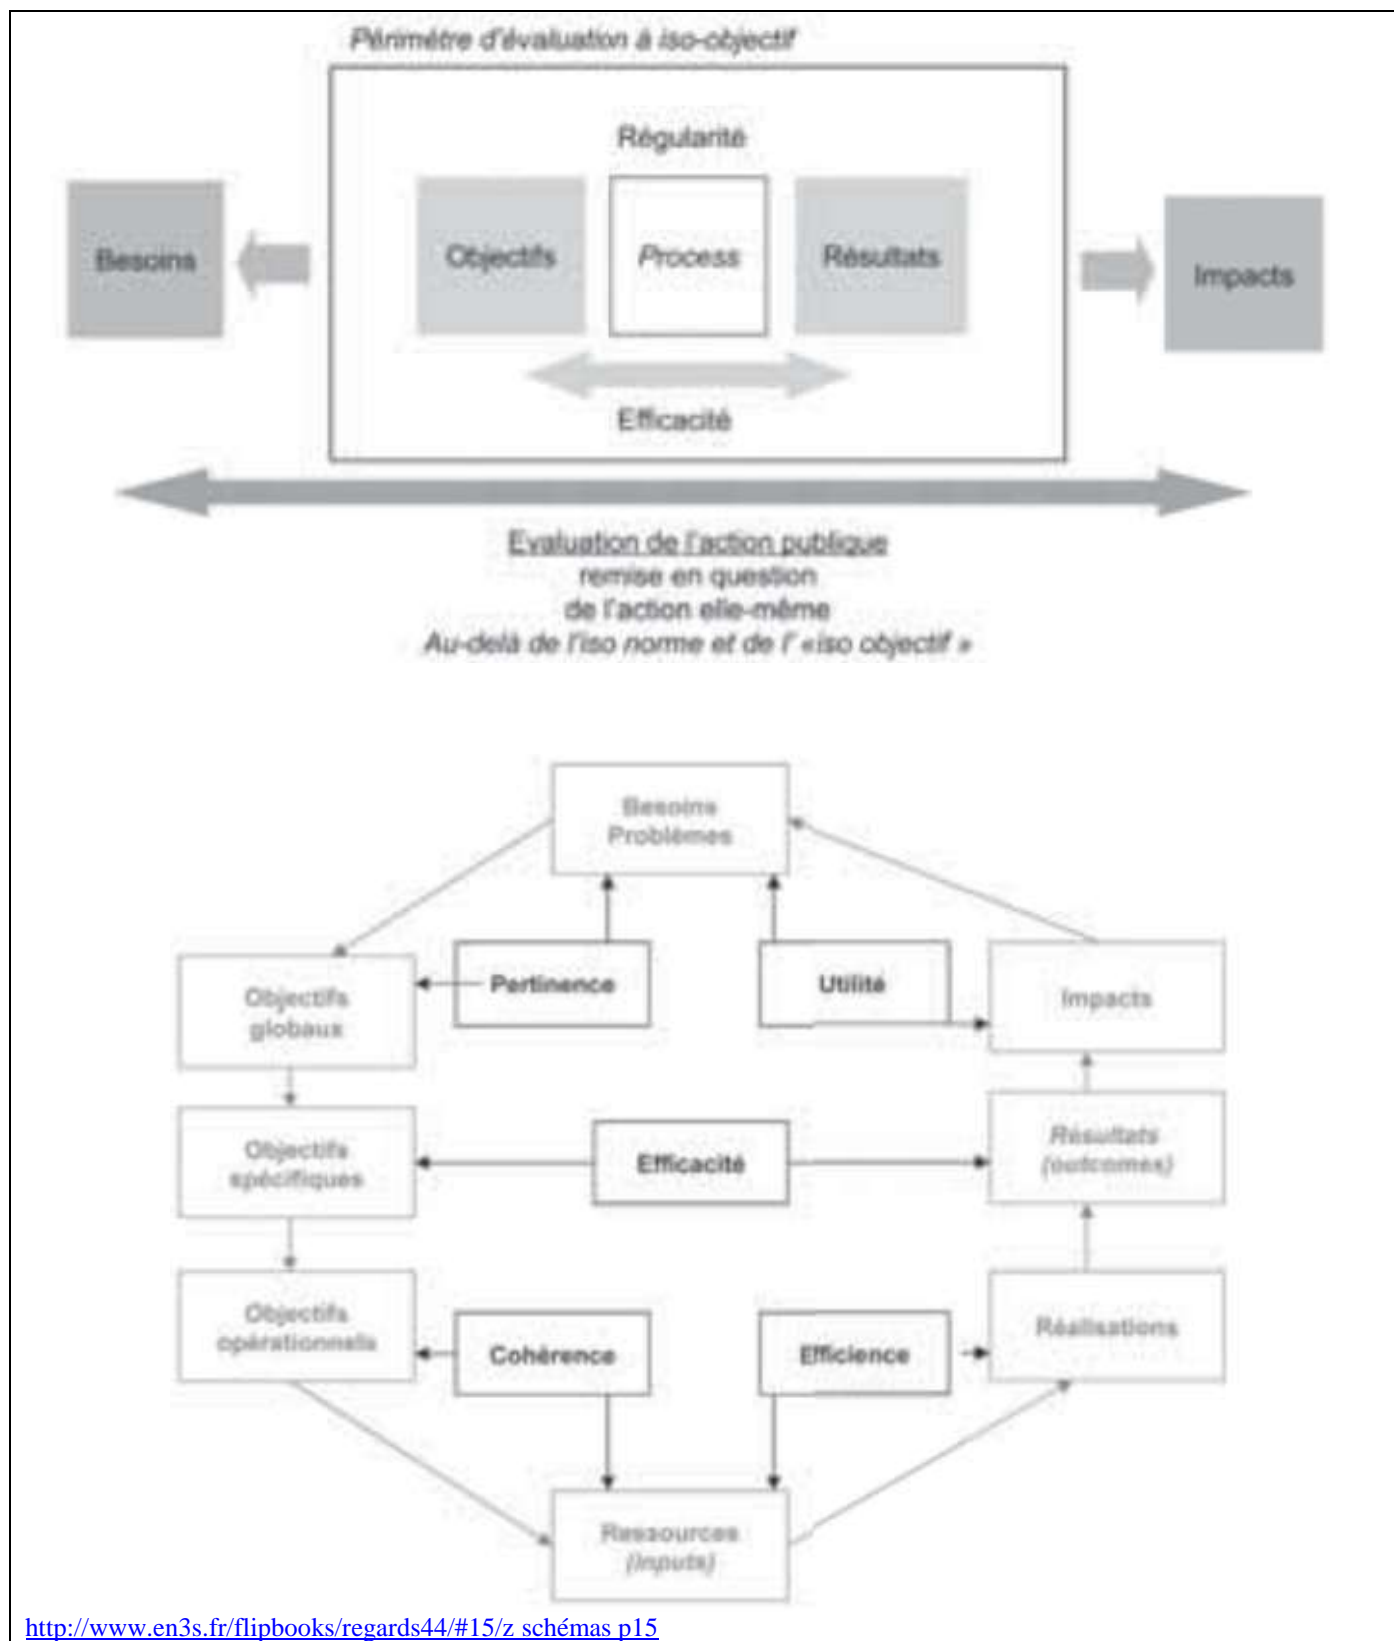 Périmètre d'évaluation à iso-objectif
Régularité
Besoins
Objectifs
Process
Résultats
Impacts
Efficacité
Evaluation de l'action publique
remise en question
de l'action elle-même
Au-delà de l'iso norme et de l' «iso objectif »
Besoins
Problèmes
Pertinence
Utilité
Objectifs
globaux
Impacts
Objectifs
spécifiques
Efficacité
Résultats
(outcomes)
Objectifs
opérationnels
Cohérence
Efficience
Réalisations
Ressources
(inputs)
http://www.en3s.fr/flipbooks/regards44/#15/z schémas p15